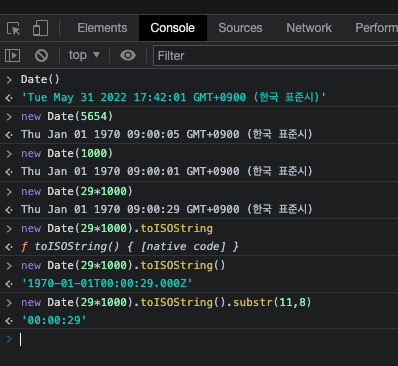 Elements Console Sources Network Performance
top Filter
Date()
'Tue May 31 2022 17:42:01 GMT+0900 (한국 표준시)'
new Date(5654)
Thu Jan 01 1970 09:00:05 GMT+0900 (한국 표준시)
new Date(1000)
Thu Jan 01 1970 09:00:01 GMT+0900 (한국 표준시)
new Date(29*1000)
Thu Jan 01 1970 09:00:29 GMT+0900 (한국 표준시)
new Date(29*1000).toISOString
ƒ toISOString() { [native code] }
new Date(29*1000).toISOString()
'1970-01-01T00:00:29.000Z'
new Date(29*1000).toISOString().substr(11,8)
'00:00:29'